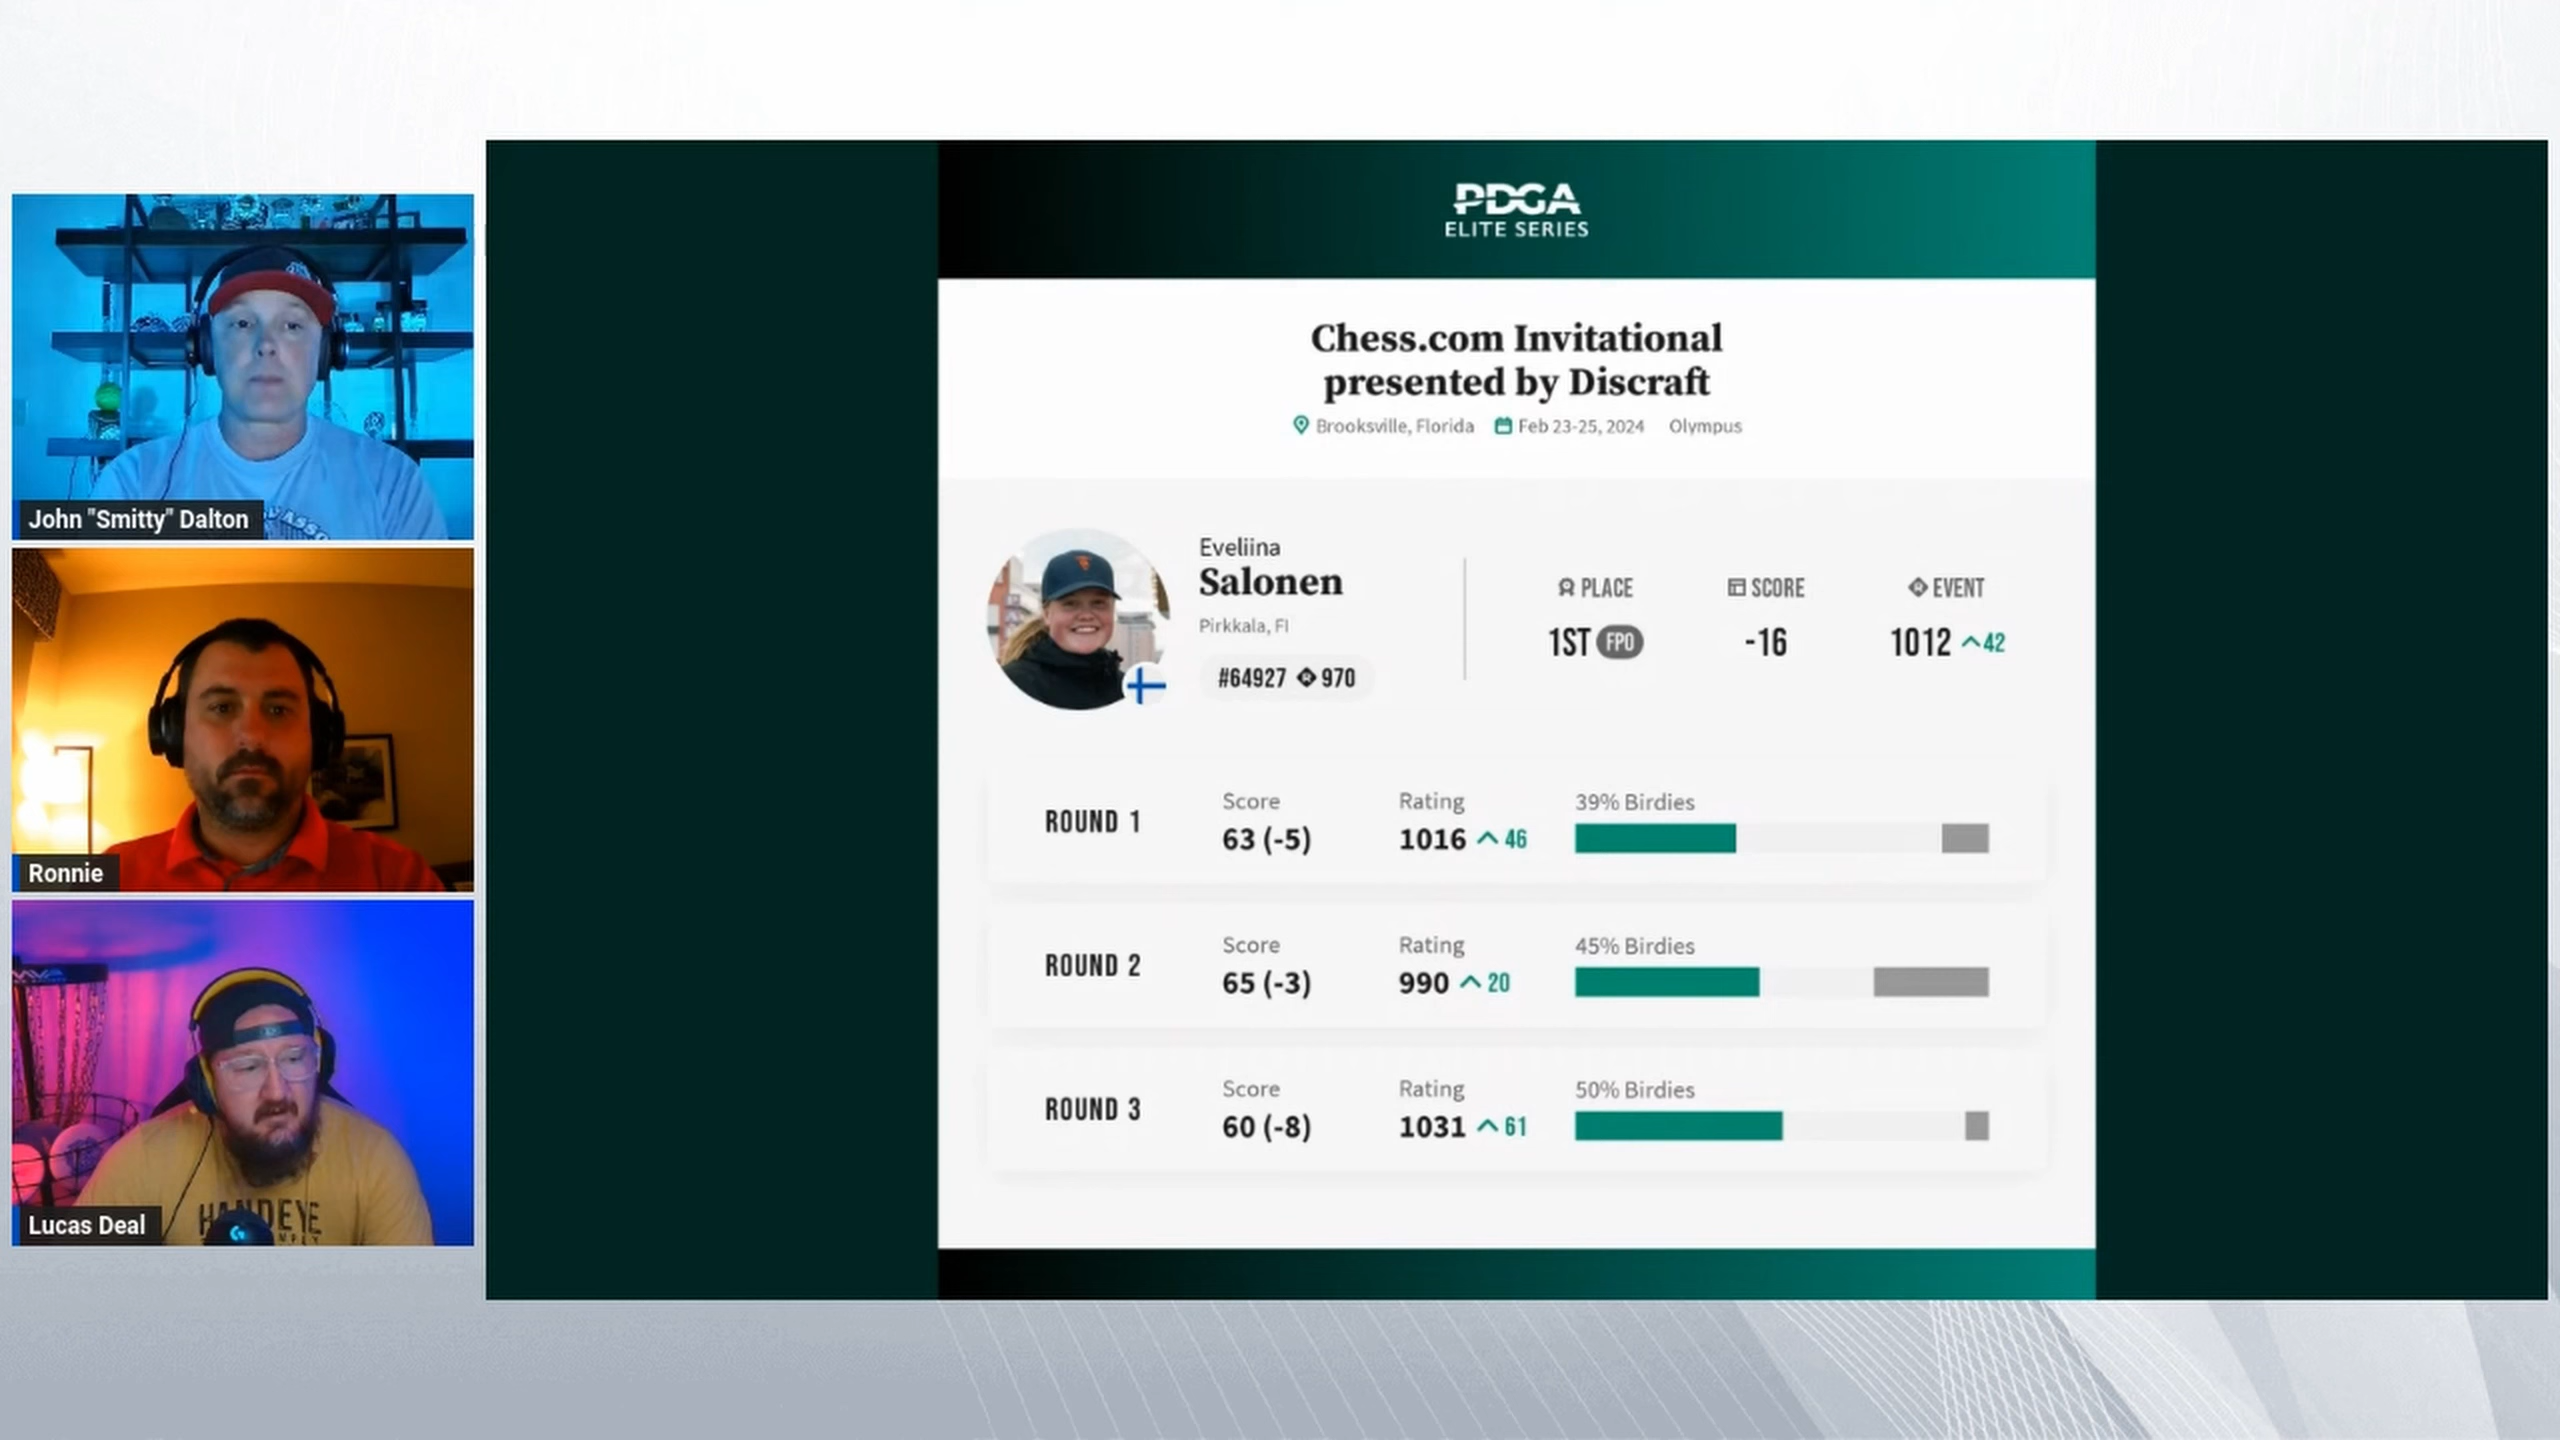 John "Smitty" Dalton
Ronnie
HANDEYE
Lucas Deal
PDGA
ELITE SERIES
Chess.com Invitational
presented by Discraft
Brooksville, Florida Feb 23-25, 2024 Olympus
Eveliina
Salonen
Pirkkala, FI
#64927 970
PLACE SCORE EVENT
1ST FPO -16 1012 42
ROUND 1
Score Rating 39% Birdies
63 (-5) 1016 46
ROUND 2
Score Rating 45% Birdies
65 (-3) 990 20
ROUND 3
Score Rating 50% Birdies
60 (-8) 1031 61